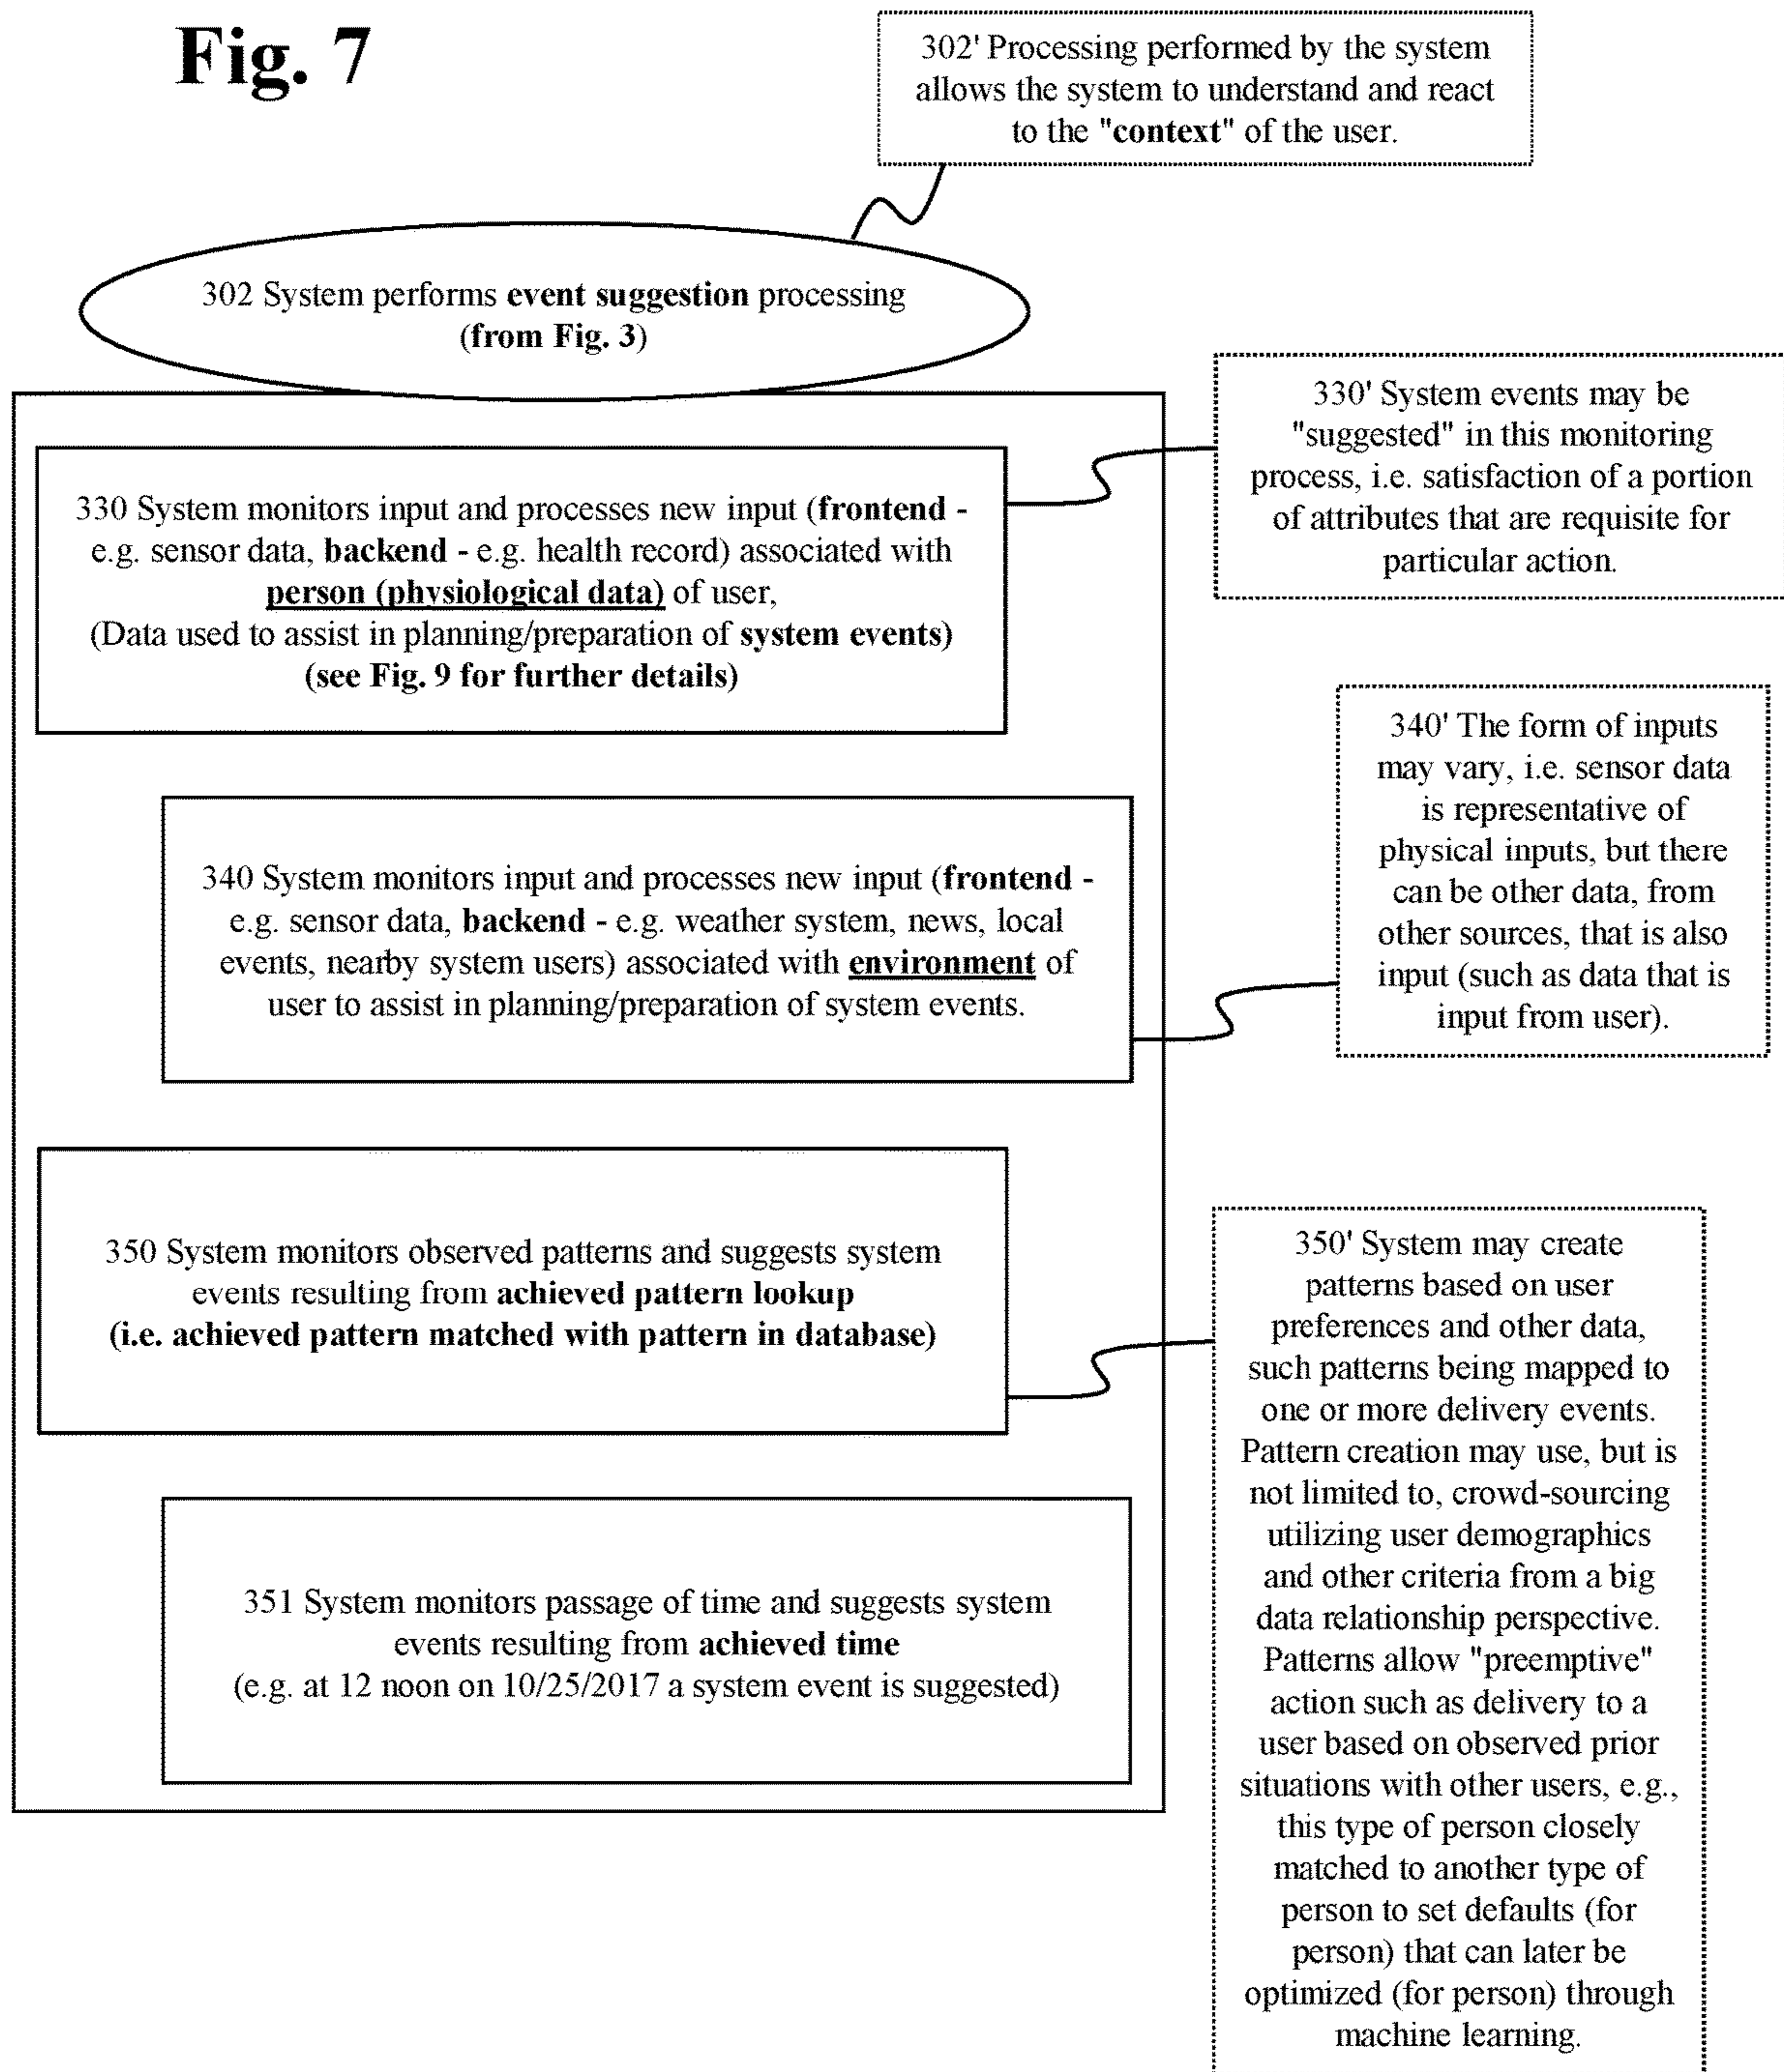 Fig. 7
302' Processing performed by the system
allows the system to understand and react
to the "context" of the user.
302 System performs event suggestion processing
(from Fig. 3)
330 System monitors input and processes new input (frontend -
e.g. sensor data, backend - e.g. health record) associated with
person (physiological data) of user,
(Data used to assist in planning/preparation of system events)
(see Fig. 9 for further details)
330' System events may be
"suggested" in this monitoring
process, i.e. satisfaction of a portion
of attributes that are requisite for
particular action.
340 System monitors input and processes new input (frontend -
e.g. sensor data, backend - e.g. weather system, news, local
events, nearby system users) associated with environment of
user to assist in planning/preparation of system events.
340' The form of inputs
may vary, i.e. sensor data
is representative of
physical inputs, but there
can be other data, from
other sources, that is also
input (such as data that is
input from user).
350 System monitors observed patterns and suggests system
events resulting from achieved pattern lookup
(i.e. achieved pattern matched with pattern in database)
350' System may create
patterns based on user
preferences and other data,
such patterns being mapped to
one or more delivery events.
Pattern creation may use, but is
not limited to, crowd-sourcing
utilizing user demographics
and other criteria from a big
data relationship perspective.
Patterns allow "preemptive"
action such as delivery to a
user based on observed prior
situations with other users, e.g.,
this type of person closely
matched to another type of
person to set defaults (for
person) that can later be
optimized (for person) through
machine learning.
351 System monitors passage of time and suggests system
events resulting from achieved time
(e.g. at 12 noon on 10/25/2017 a system event is suggested)